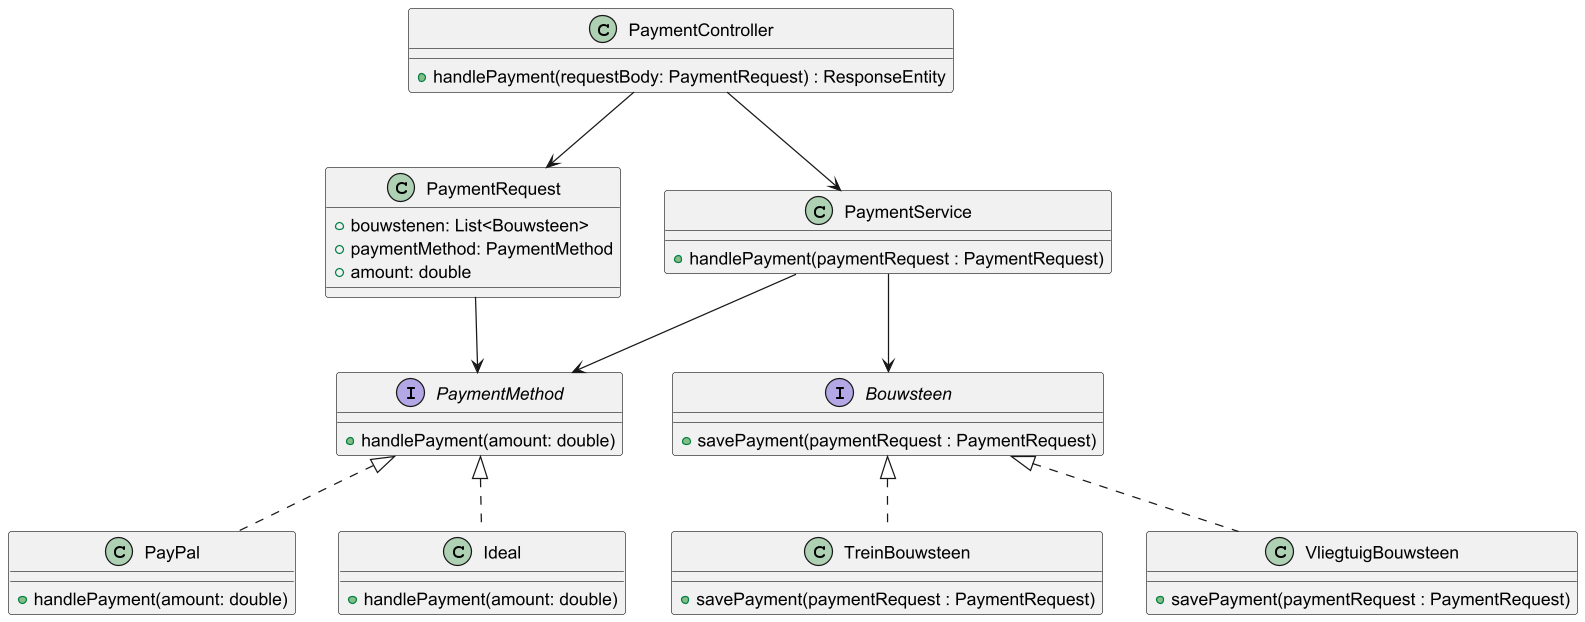 C PaymentController
handlePayment(requestBody: PaymentRequest) : ResponseEntity
C PaymentRequest
bouwstenen: List<Bouwsteen>
paymentMethod: PaymentMethod
amount: double
C PaymentService
handlePayment(paymentRequest : PaymentRequest)
I PaymentMethod
handlePayment(amount: double)
I Bouwsteen
savePayment(paymentRequest : PaymentRequest)
C PayPal
handlePayment(amount: double)
C Ideal
handlePayment(amount: double)
C TreinBouwsteen
savePayment(paymentRequest : PaymentRequest)
C VliegtuigBouwsteen
savePayment(paymentRequest : PaymentRequest)